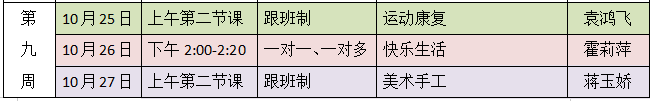 第 10月25日 上午第二节课 跟班制 运动康复 袁鸿飞
九 10月26日 下午 2:00-2:20 一对一、一对多 快乐生活 霍莉萍
周 10月27日 上午第二节课 跟班制 美术手工 蒋玉娇